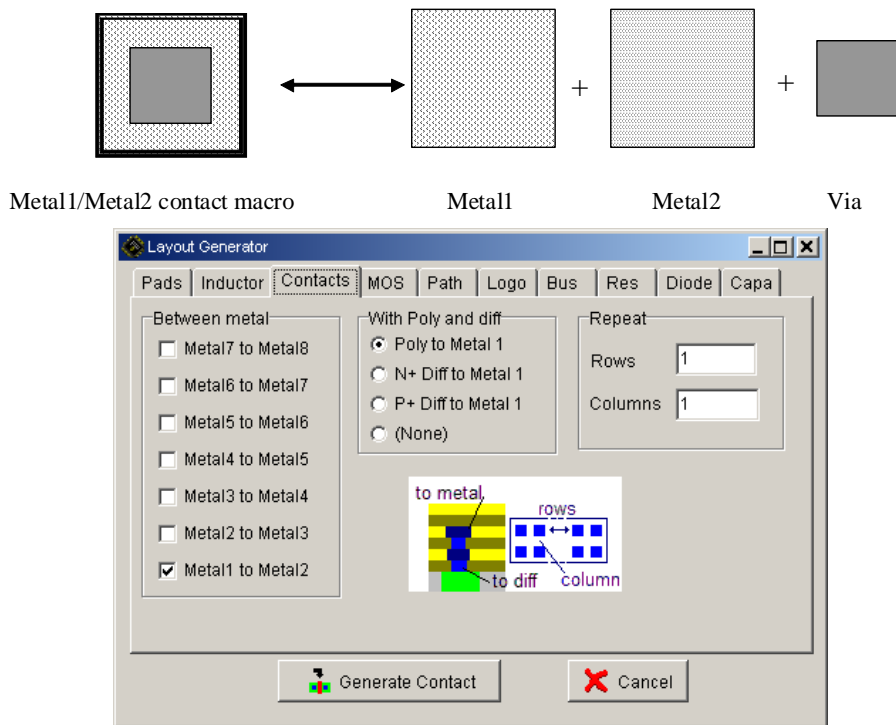 + +
Metal1/Metal2 contact macro Metal1 Metal2 Via
Layout Generator
Pads Inductor Contacts MOS Path Logo Bus Res Diode Capa
Between metal
Metal7 to Metal8
Metal6 to Metal7
Metal5 to Metal6
Metal4 to Metal5
Metal3 to Metal4
Metal2 to Metal3
Metal1 to Metal2
With Poly and diff
Poly to Metal 1
N+ Diff to Metal 1
P+ Diff to Metal 1
(None)
Repeat
Rows 1
Columns 1
to metal
rows
to diff
column
Generate Contact Cancel